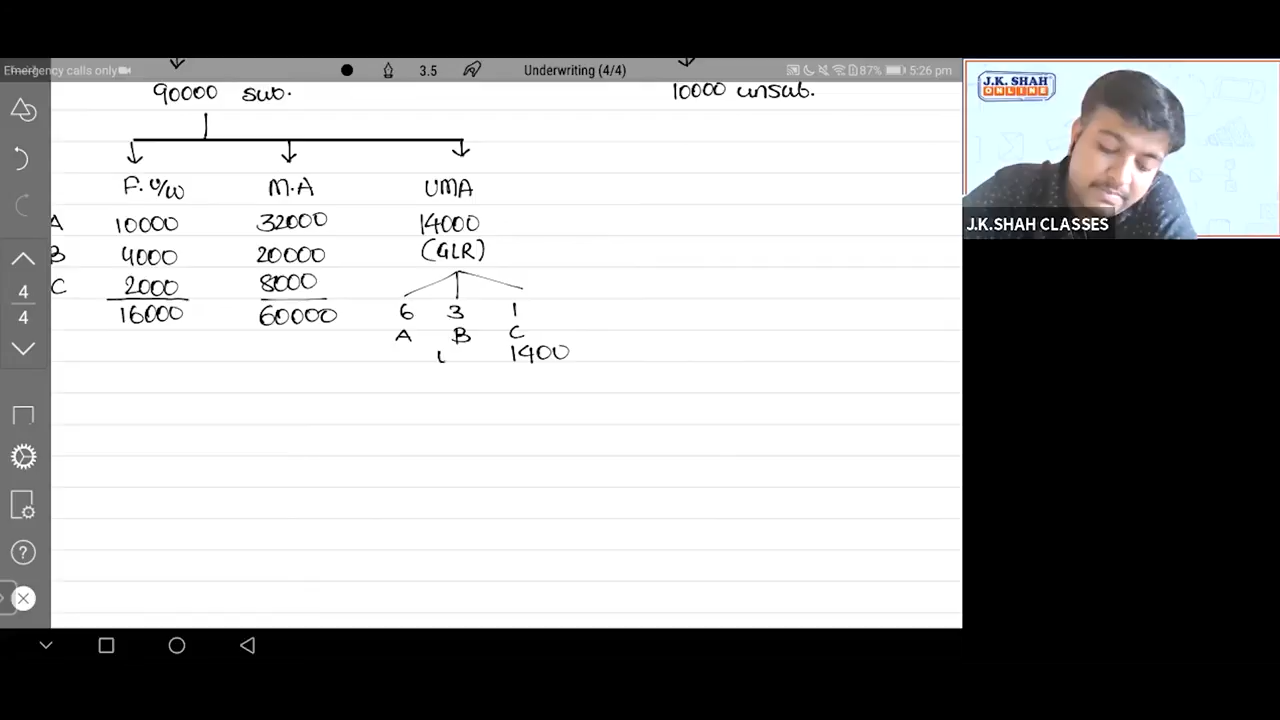 Emergency calls only 3.5 Underwriting (4/4) 87% 5:26 pm
90000 sub. 10000 unsub.
F. U/W M.A UMA
A 10000 32000 14000
B 4000 20000 (GLR)
C 2000 8000
16000 60000 6 3 1
A B C
1400
4
4
?
J.K. SHAH
ONLINE
J.K.SHAH CLASSES